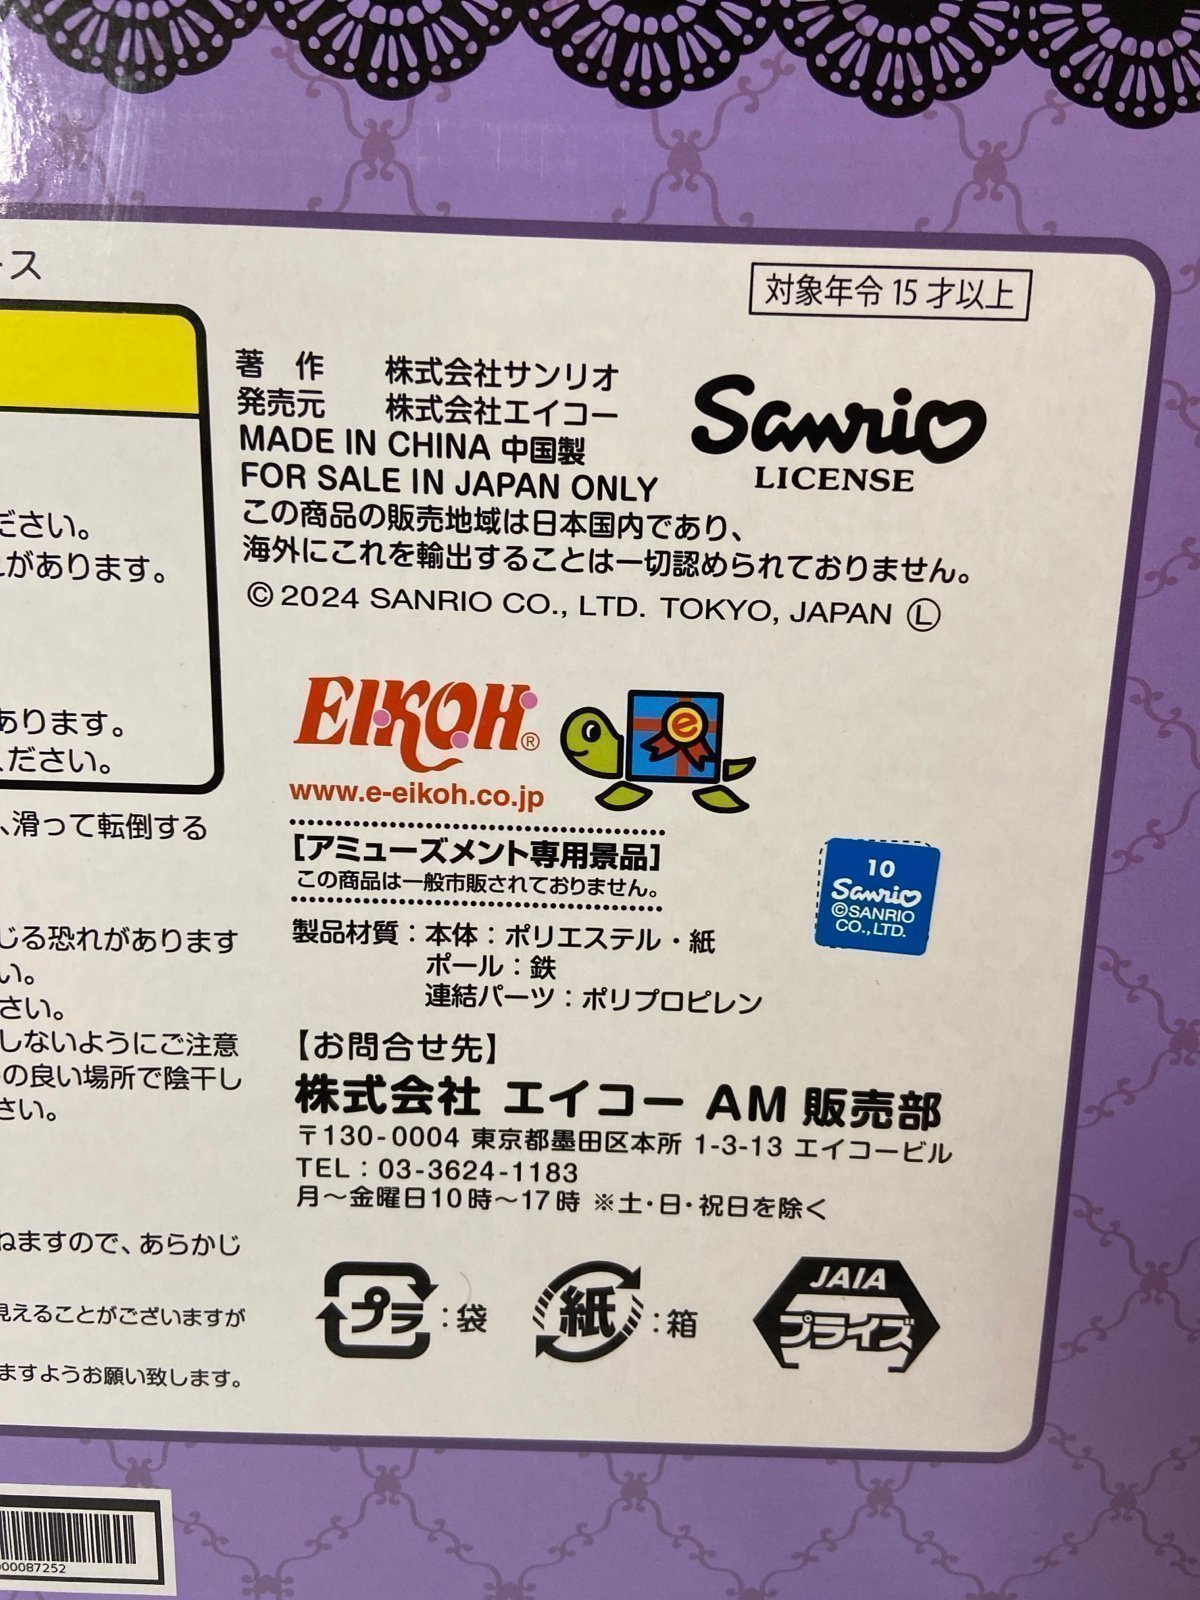 ース
ださい。
れがあります。
あります。
ください。
、滑って転倒する
じる恐れがあります
い。
さい。
しないようにご注意
の良い場所で陰干し
さい。
ねますので、あらかじ
見えることがございますが
ますようお願い致します。
00087252
対象年令15才以上
著 作 株式会社サンリオ
発売元 株式会社エイコー
MADE IN CHINA 中国製
FOR SALE IN JAPAN ONLY
この商品の販売地域は日本国内であり、
海外にこれを輸出することは一切認められておりません。
©2024 SANRIO CO., LTD. TOKYO, JAPAN Ⓛ
Sanrio
LICENSE
EIKOH®
e
www.e-eikoh.co.jp
[アミューズメント専用景品]
この商品は一般市販されておりません。
10
Sanrio
©SANRIO
CO.,LTD.
製品材質：本体：ポリエステル・紙
ポール：鉄
連結パーツ：ポリプロピレン
【お問合せ先】
株式会社 エイコー AM 販売部
〒130-0004 東京都墨田区本所 1-3-13 エイコービル
TEL：03-3624-1183
月～金曜日10時～17時 ※土・日・祝日を除く
プラ：袋
紙：箱
JAIA
プライズ